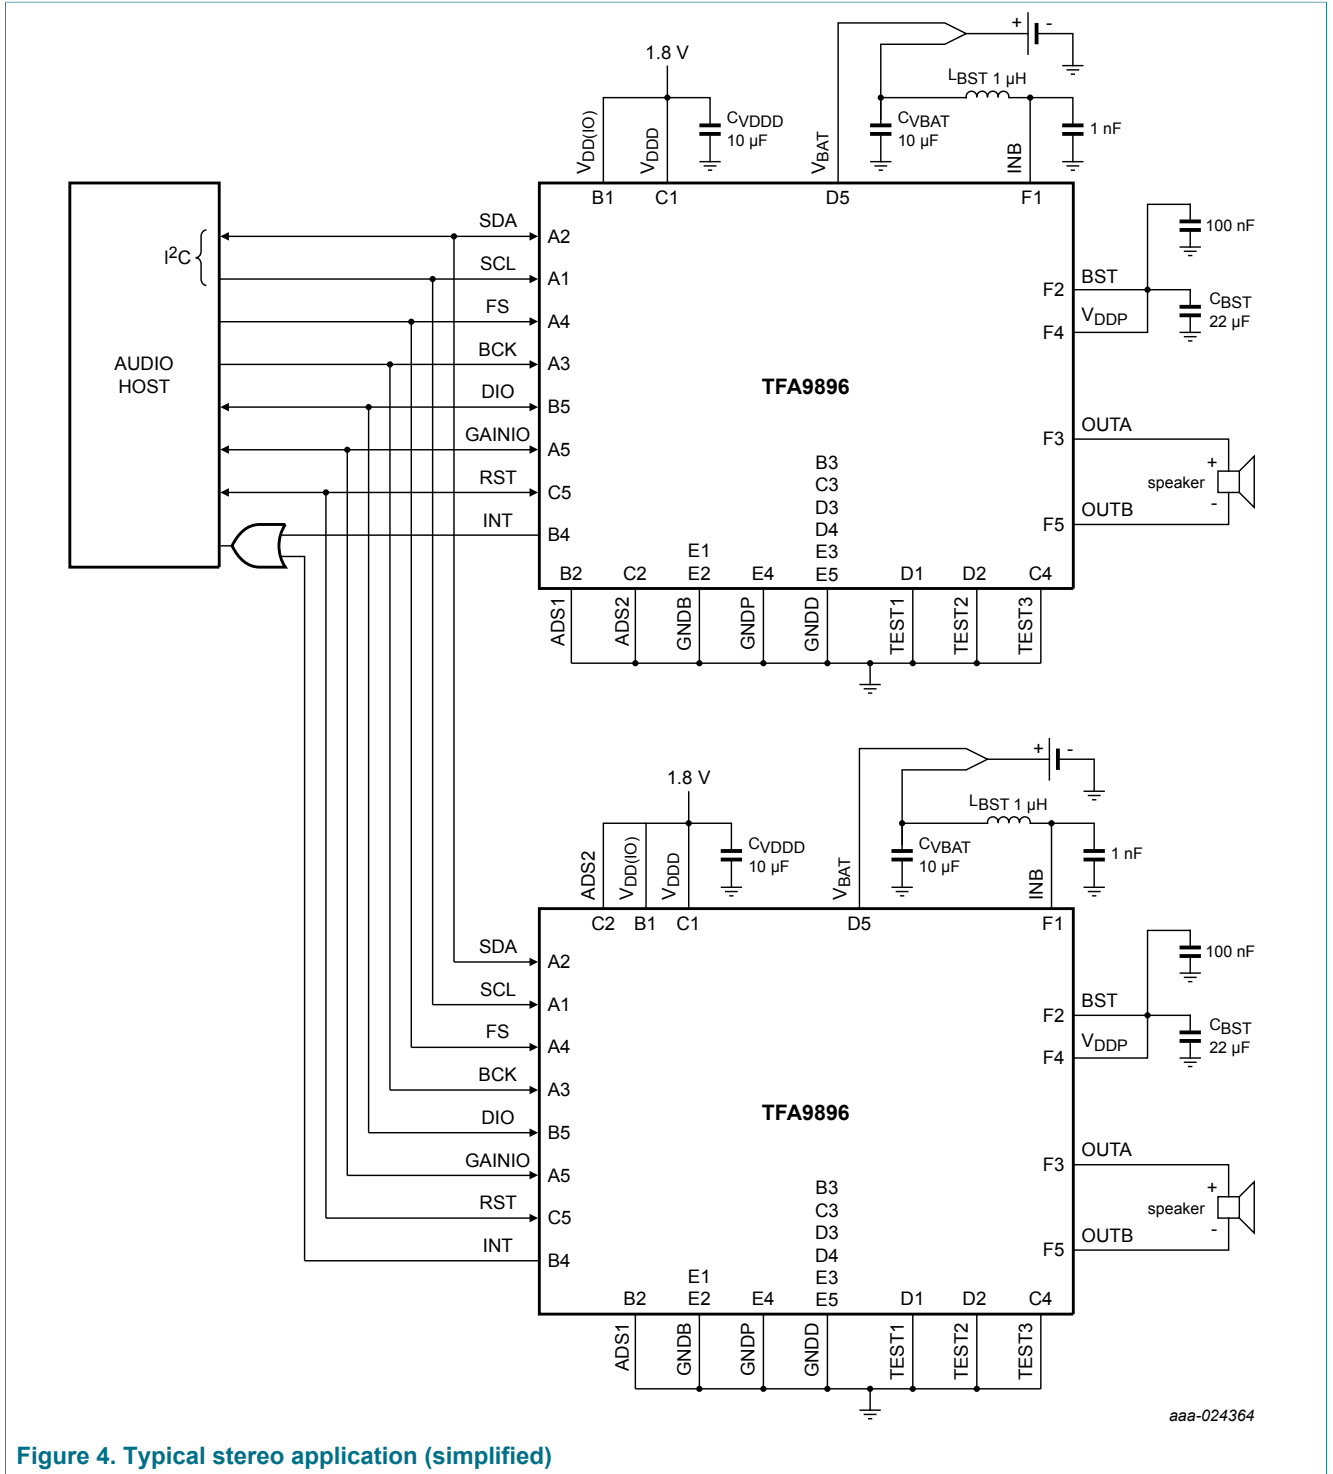 1.8 V
+ -
LBST 1 µH
VDD(IO)
VDDD
CVDDD
10 µF
VBAT
CVBAT
10 µF
INB
1 nF
B1
C1
D5
F1
I2C
AUDIO
HOST
SDA
A2
SCL
A1
FS
A4
BCK
A3
DIO
B5
GAINIO
A5
RST
C5
INT
B4
TFA9896
100 nF
F2
BST
F4
VDDP
CBST
22 µF
F3
OUTA
+
speaker
-
F5
OUTB
B3
C3
D3
D4
E1
E3
B2
C2
E2
E4
E5
D1
D2
C4
ADS1
ADS2
GNDB
GNDP
GNDD
TEST1
TEST2
TEST3
1.8 V
+ -
LBST 1 µH
ADS2
VDD(IO)
VDDD
CVDDD
10 µF
VBAT
CVBAT
10 µF
INB
1 nF
C2
B1
C1
D5
F1
SDA
A2
SCL
A1
FS
A4
BCK
A3
DIO
B5
GAINIO
A5
RST
C5
INT
B4
TFA9896
100 nF
F2
BST
F4
VDDP
CBST
22 µF
F3
OUTA
+
speaker
-
F5
OUTB
B3
C3
D3
D4
E1
E3
B2
E2
E4
E5
D1
D2
C4
ADS1
GNDB
GNDP
GNDD
TEST1
TEST2
TEST3
aaa-024364
Figure 4. Typical stereo application (simplified)